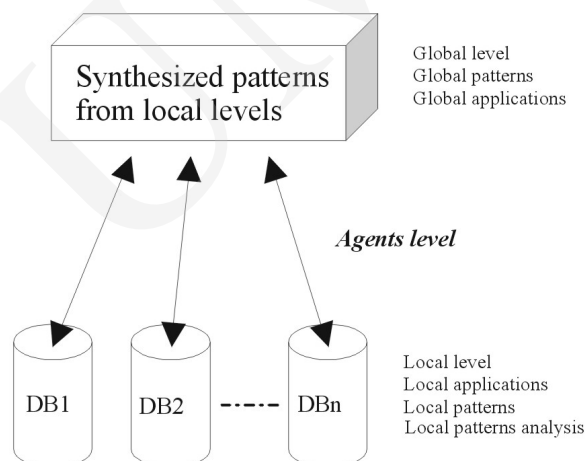 Synthesized patterns
from local levels
Global level
Global patterns
Global applications
Agents level
DB1
DB2
DBn
Local level
Local applications
Local patterns
Local patterns analysis